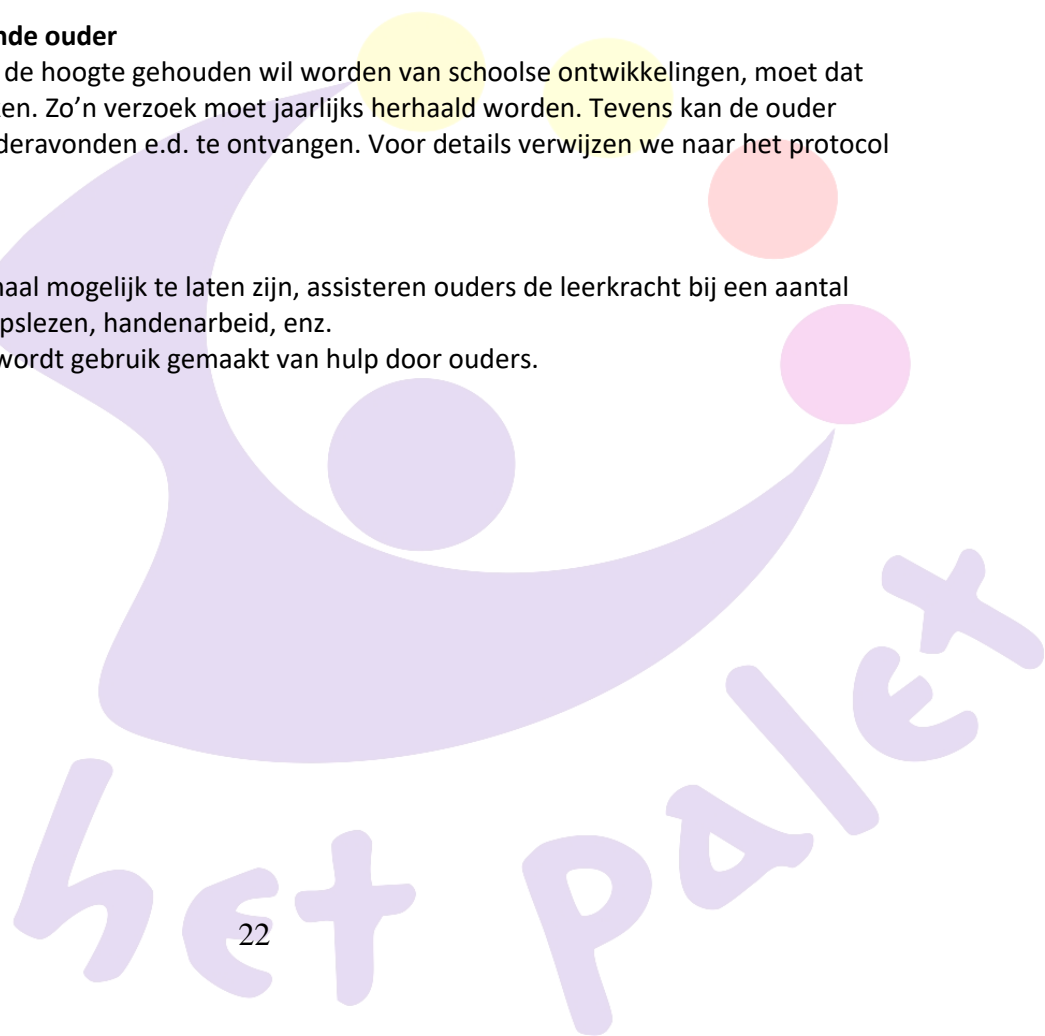 nde ouder
de hoogte gehouden wil worden van schoolse ontwikkelingen, moet dat
ken. Zo’n verzoek moet jaarlijks herhaald worden. Tevens kan de ouder
deravonden e.d. te ontvangen. Voor details verwijzen we naar het protocol
naal mogelijk te laten zijn, assisteren ouders de leerkracht bij een aantal
pslezen, handenarbeid, enz.
wordt gebruik gemaakt van hulp door ouders.
het palet
22